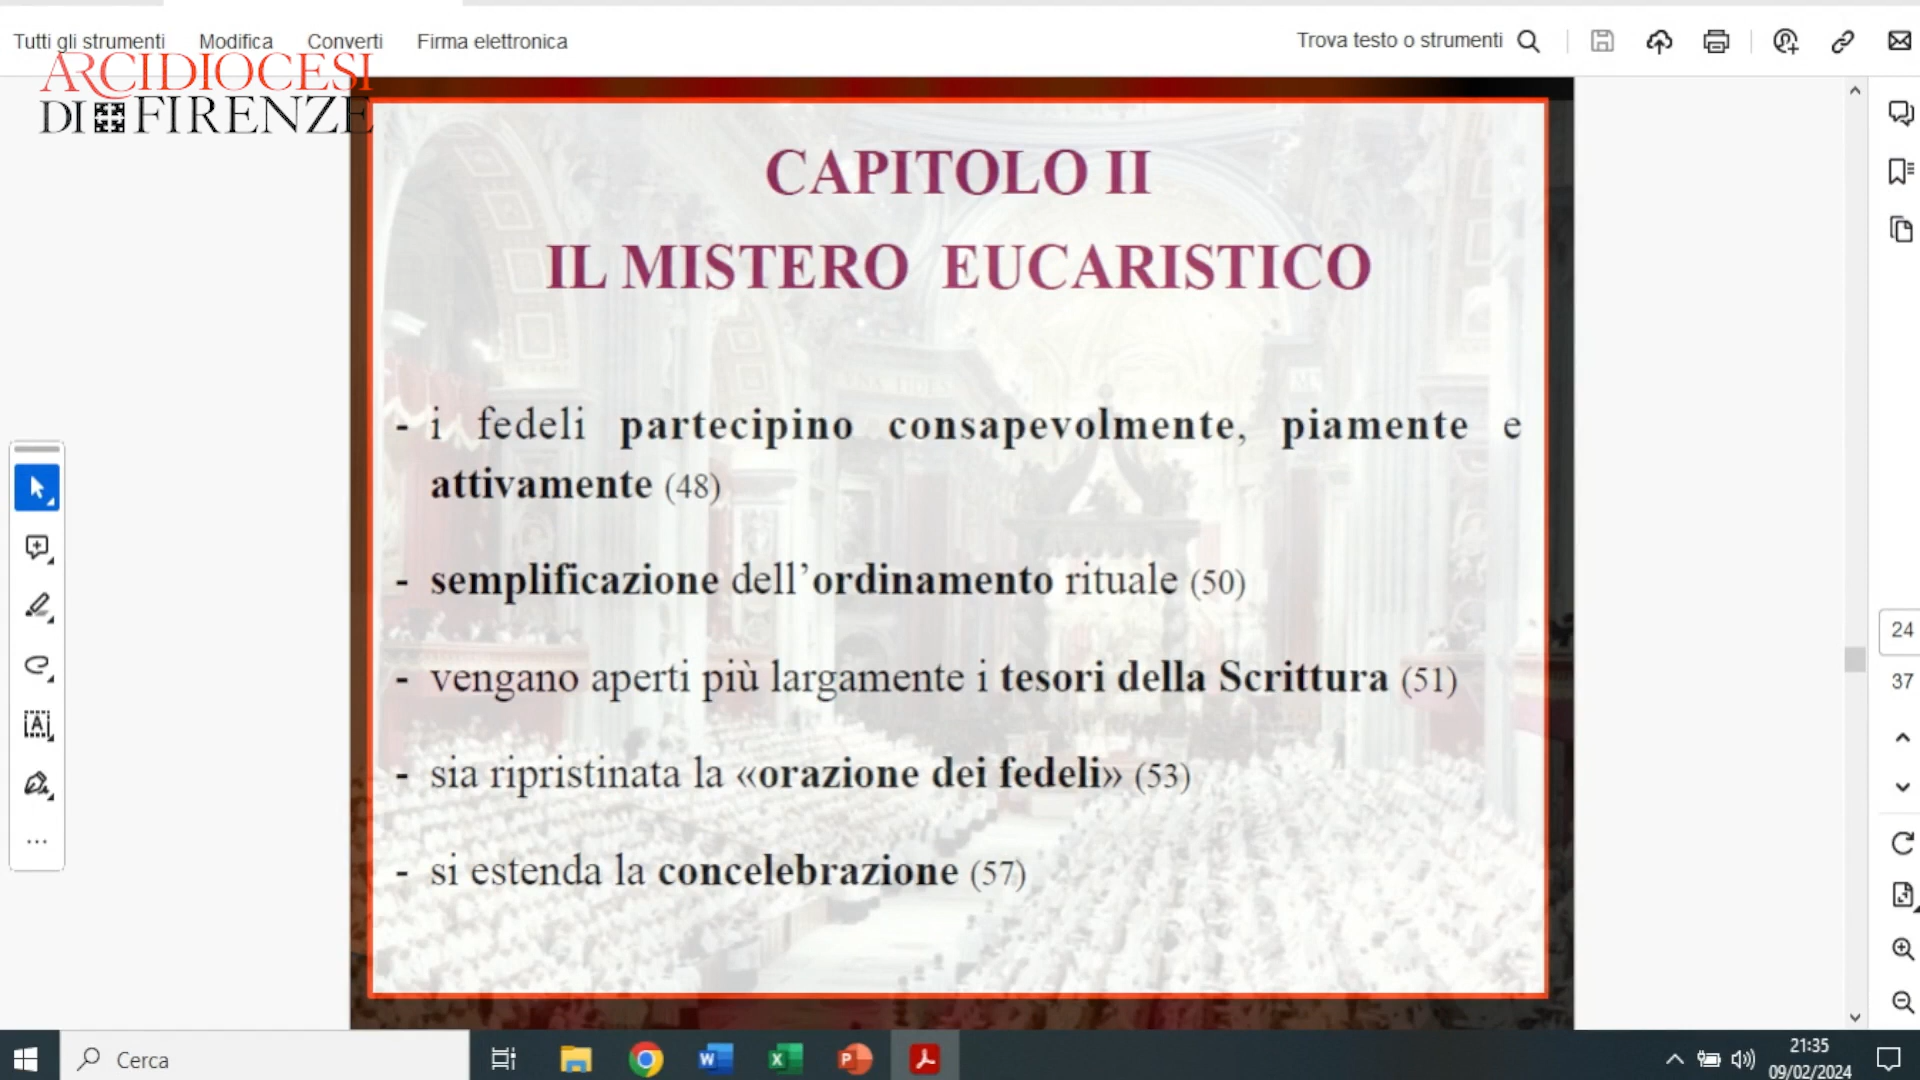 Tutti gli strumenti Modifica Converti Firma elettronica Trova testo o strumenti
ARCIDIOCESI
DI FIRENZE
CAPITOLO II
IL MISTERO EUCARISTICO
- i fedeli partecipino consapevolmente, piamente e
attivamente (48)
- semplificazione dell’ordinamento rituale (50)
- vengano aperti più largamente i tesori della Scrittura (51)
- sia ripristinata la «orazione dei fedeli» (53)
- si estenda la concelebrazione (57)
24
37
Cerca
21:35
09/02/2024